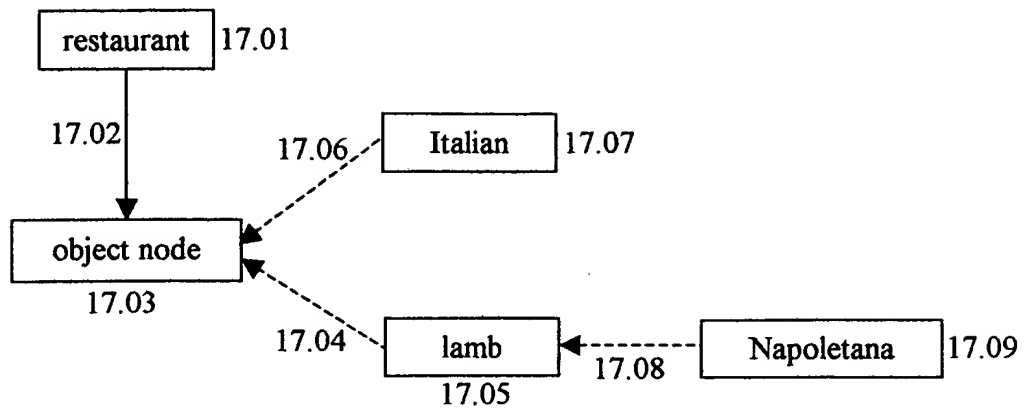 restaurant 17.01
17.02
17.06
Italian 17.07
object node
17.03
17.04
lamb
17.05
17.08
Napoletana 17.09